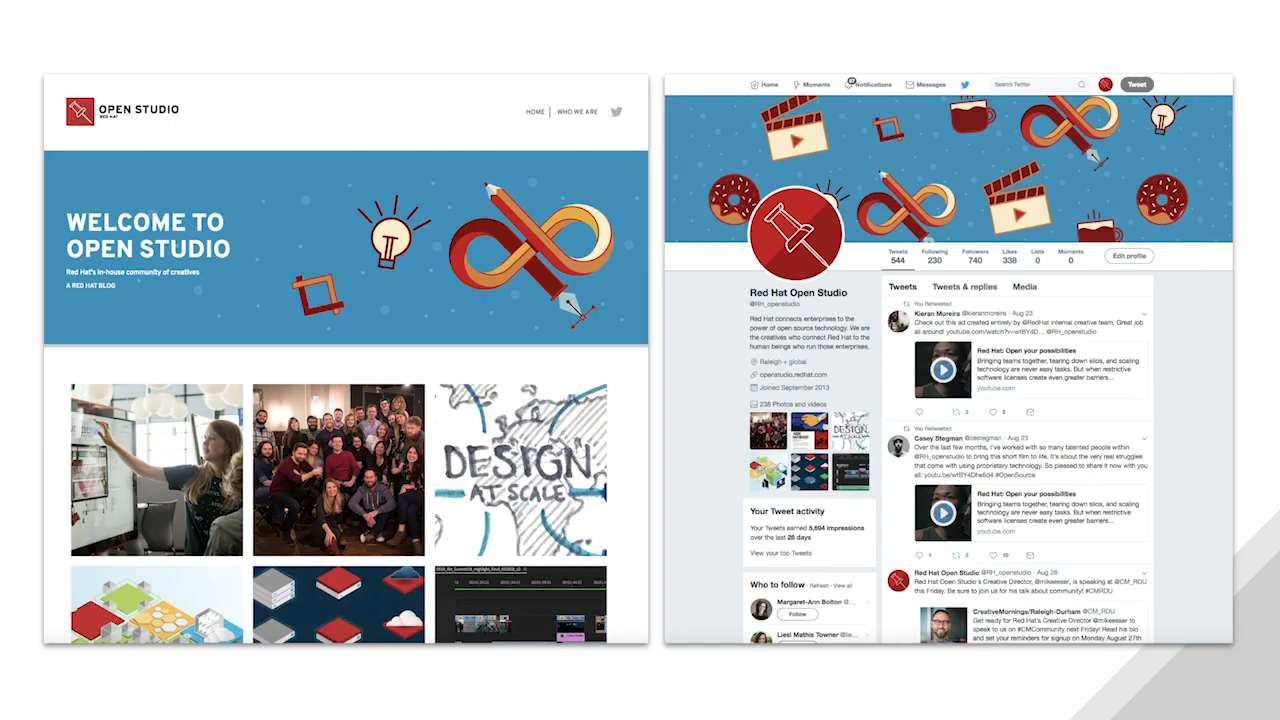 OPEN STUDIO
RED HAT
HOME | WHO WE ARE
WELCOME TO
OPEN STUDIO
Red Hat's in-house community of creatives
A RED HAT BLOG
DESIGN
AT SCALE
Home
Moments
Notifications
Messages
Search Twitter
Tweet
Tweets
544
Following
230
Followers
740
Likes
338
Lists
0
Moments
0
Edit profile
Red Hat Open Studio
@RH_openstudio
Red Hat connects enterprises to the
power of open source technology. We are
the creatives who connect Red Hat to the
human beings who run those enterprises.
Raleigh + global
openstudio.redhat.com
Joined September 2013
238 Photos and videos
DESIGN
AT SCALE
Your Tweet activity
Your Tweets earned 5,894 impressions
over the last 28 days
View your top Tweets
Who to follow · Refresh · View all
Margaret-Ann Bolton @...
Follow
Liesl Mathis Towner @lie...
Tweets
Tweets & replies
Media
You Retweeted
Kieran Moreira @kieranmoreira · Aug 23
Check out this ad created entirely by @RedHat internal creative team. Great job
all around! youtube.com/watch?v=wtBY4D... @RH_openstudio
Red Hat: Open your possibilities
Bringing teams together, tearing down silos, and scaling
technology are never easy tasks. But when restrictive
software licenses create even greater barriers...
youtube.com
2
5
You Retweeted
Casey Stegman @cestegman · Aug 23
Over the last few months, I've worked with so many talented people within
@RH_openstudio to bring this short film to life. It's about the very real struggles
that come with using proprietary technology. So pleased to share it now with you
all: youtu.be/wtBY4Dhe8d4 #OpenSource
Red Hat: Open your possibilities
Bringing teams together, tearing down silos, and scaling
technology are never easy tasks. But when restrictive
software licenses create even greater barriers...
youtube.com
1
2
10
Red Hat Open Studio @RH_openstudio · Aug 28
Red Hat Open Studio's Creative Director, @mikeesser, is speaking at @CM_RDU
this Friday. Be sure to join us for his talk about community! #CMRDU
CreativeMornings/Raleigh-Durham @CM_RDU
Get ready for Red Hat's Creative Director @mikeesser to
speak to us on #CMCommunity next Friday! Read his bio
and set your reminders for signup on Monday August 27th